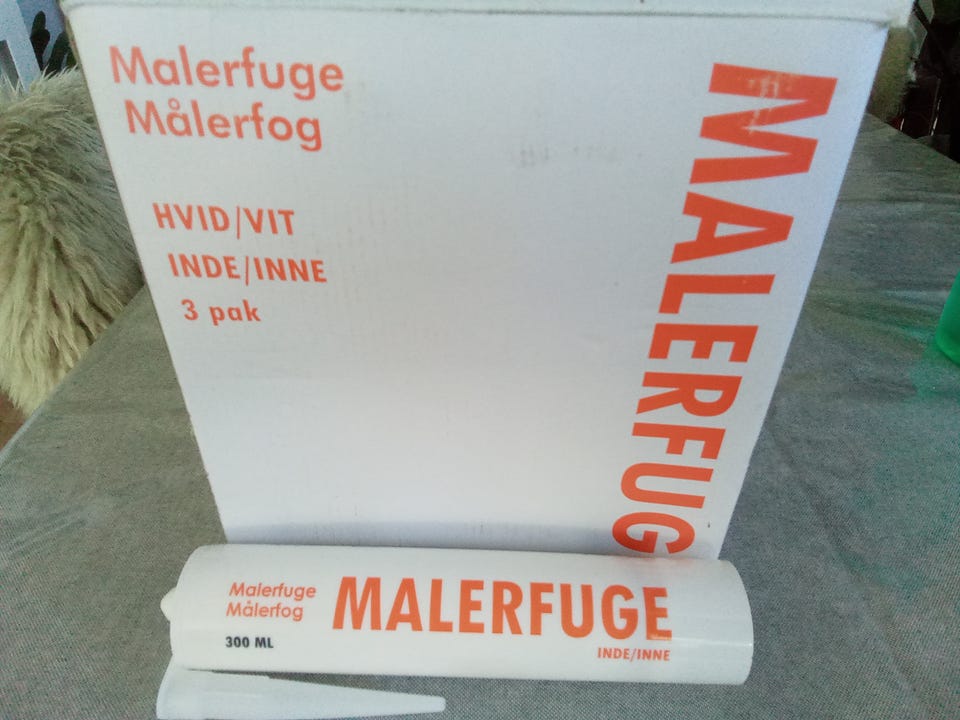 Malerfuge
Målerfog
HVID/VIT
INDE/INNE
3 pak
MALERFUG
Malerfuge
Målerfog
300 ML
MALERFUGE
INDE/INNE